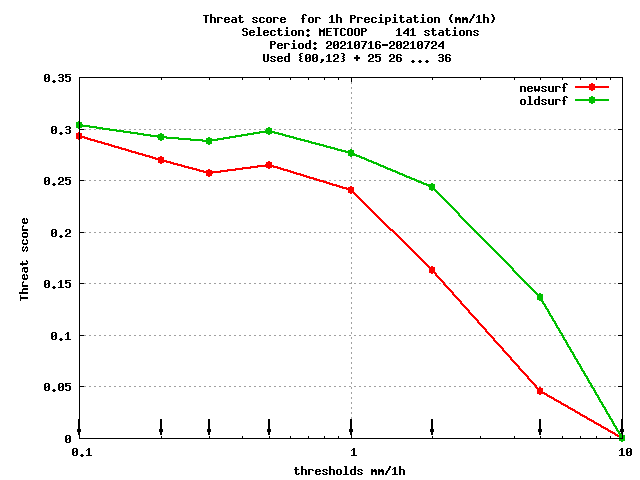 Threat score  for 1h Precipitation (mm/1h)
Selection: METCOOP    141 stations
Period: 20210716-20210724
Used {00,12} + 25 26 ... 36
0.35
newsurf
oldsurf
0.3
0.25
0.2
0.15
0.1
0.05
0
Threat score
0.1 1 10
thresholds mm/1h